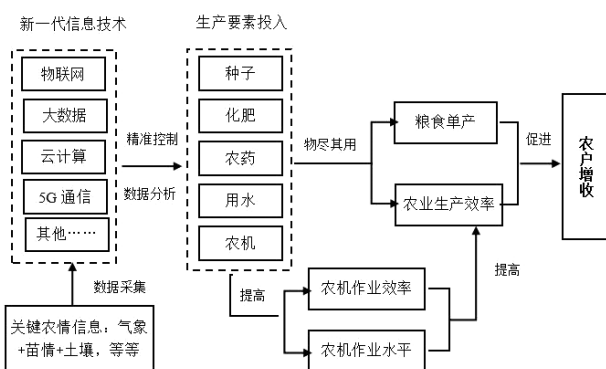 新一代信息技术
物联网
大数据
云计算
5G 通信
其他……
数据采集
关键农情信息：气象
+苗情+土壤，等等
精准控制
数据分析
生产要素投入
种子
化肥
农药
用水
农机
物尽其用
粮食单产
农业生产效率
提高
农机作业效率
农机作业水平
提高
促进
农户增收